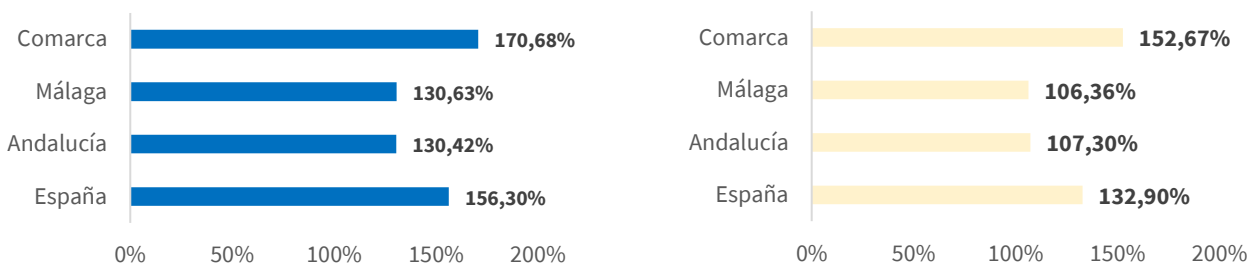 Comarca 170,68%
Málaga 130,63%
Andalucía 130,42%
España 156,30%
0% 50% 100% 150% 200%
Comarca 152,67%
Málaga 106,36%
Andalucía 107,30%
España 132,90%
0% 50% 100% 150% 200%